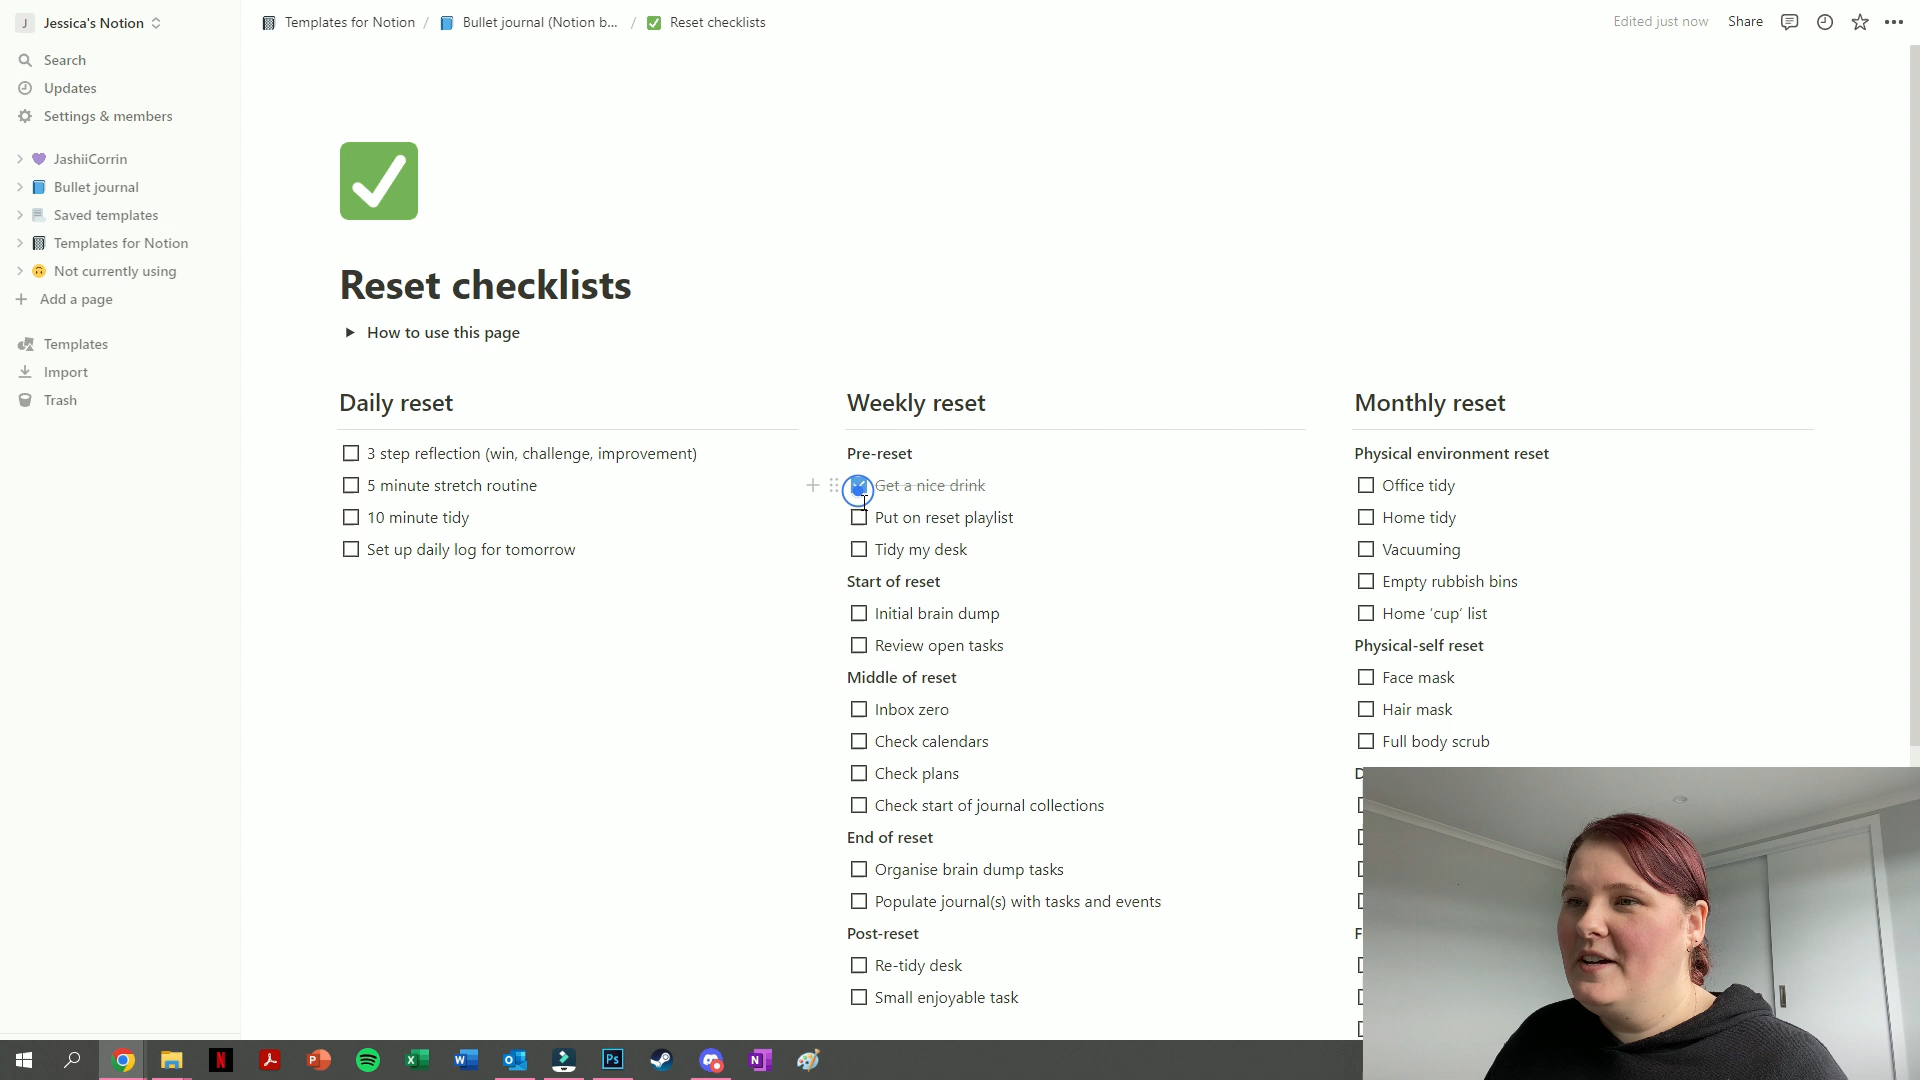 J Jessica's Notion
Search
Updates
Settings & members
JashiiCorrin
Bullet journal
Saved templates
Templates for Notion
Not currently using
Add a page
Templates
Import
Trash
Templates for Notion / Bullet journal (Notion b... / Reset checklists
Edited just now Share
Reset checklists
How to use this page
Daily reset
3 step reflection (win, challenge, improvement)
5 minute stretch routine
10 minute tidy
Set up daily log for tomorrow
Weekly reset
Pre-reset
Get a nice drink
Put on reset playlist
Tidy my desk
Start of reset
Initial brain dump
Review open tasks
Middle of reset
Inbox zero
Check calendars
Check plans
Check start of journal collections
End of reset
Organise brain dump tasks
Populate journal(s) with tasks and events
Post-reset
Re-tidy desk
Small enjoyable task
Monthly reset
Physical environment reset
Office tidy
Home tidy
Vacuuming
Empty rubbish bins
Home ‘cup’ list
Physical-self reset
Face mask
Hair mask
Full body scrub